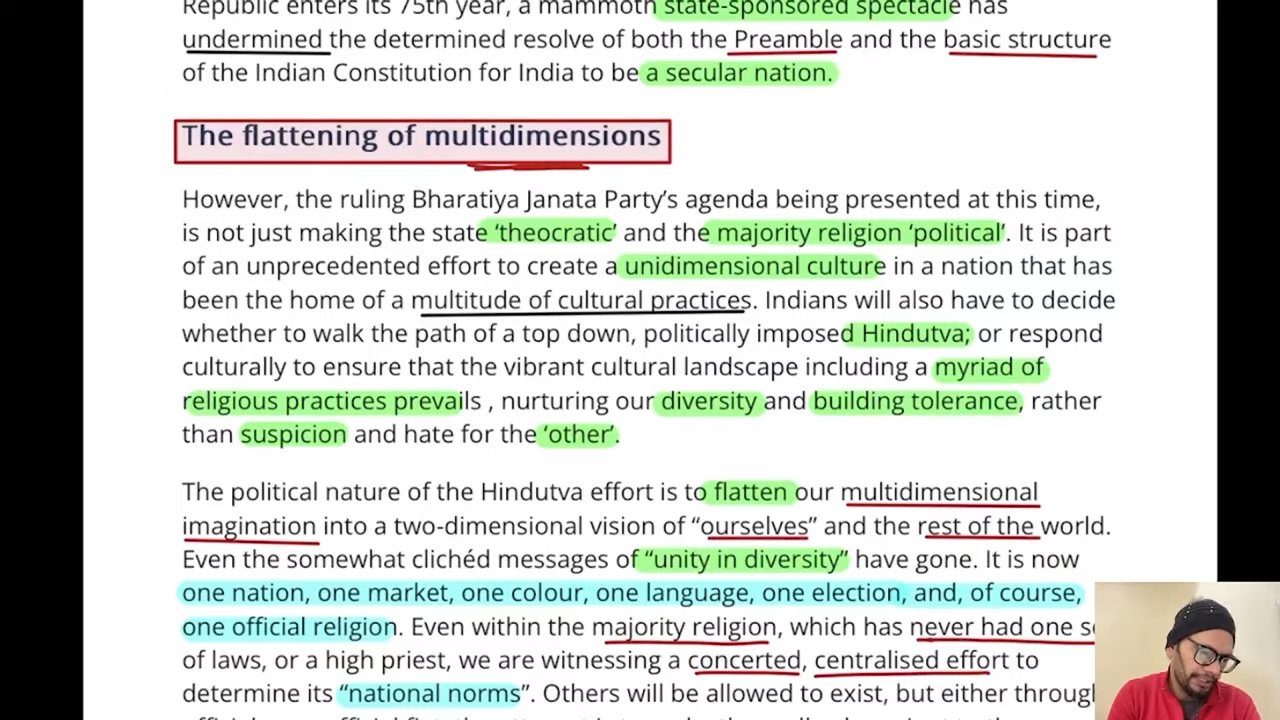 Republic enters its 75th year, a mammoth state-sponsored spectacle has
undermined the determined resolve of both the Preamble and the basic structure
of the Indian Constitution for India to be a secular nation.
The flattening of multidimensions
However, the ruling Bharatiya Janata Party’s agenda being presented at this time,
is not just making the state ‘theocratic’ and the majority religion ‘political’. It is part
of an unprecedented effort to create a unidimensional culture in a nation that has
been the home of a multitude of cultural practices. Indians will also have to decide
whether to walk the path of a top down, politically imposed Hindutva; or respond
culturally to ensure that the vibrant cultural landscape including a myriad of
religious practices prevails , nurturing our diversity and building tolerance, rather
than suspicion and hate for the ‘other’.
The political nature of the Hindutva effort is to flatten our multidimensional
imagination into a two-dimensional vision of “ourselves” and the rest of the world.
Even the somewhat clichéd messages of “unity in diversity” have gone. It is now
one nation, one market, one colour, one language, one election, and, of course,
one official religion. Even within the majority religion, which has never had one
of laws, or a high priest, we are witnessing a concerted, centralised effort to
determine its “national norms”. Others will be allowed to exist, but either through